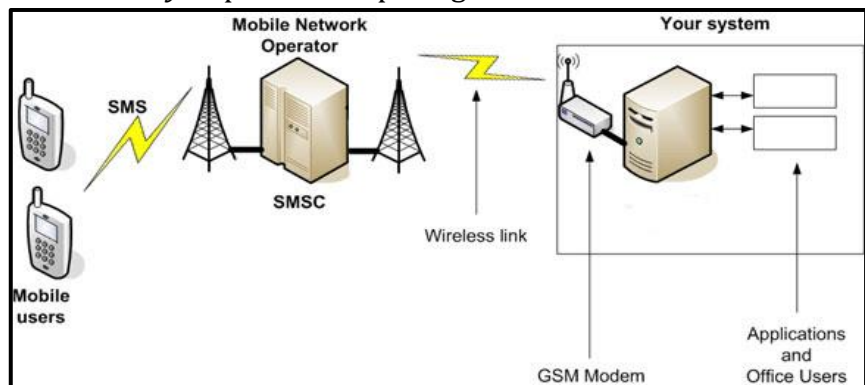 Mobile Network
Operator
Your system
SMS
SMSC
Wireless link
Mobile
users
GSM Modem
Applications
and
Office Users